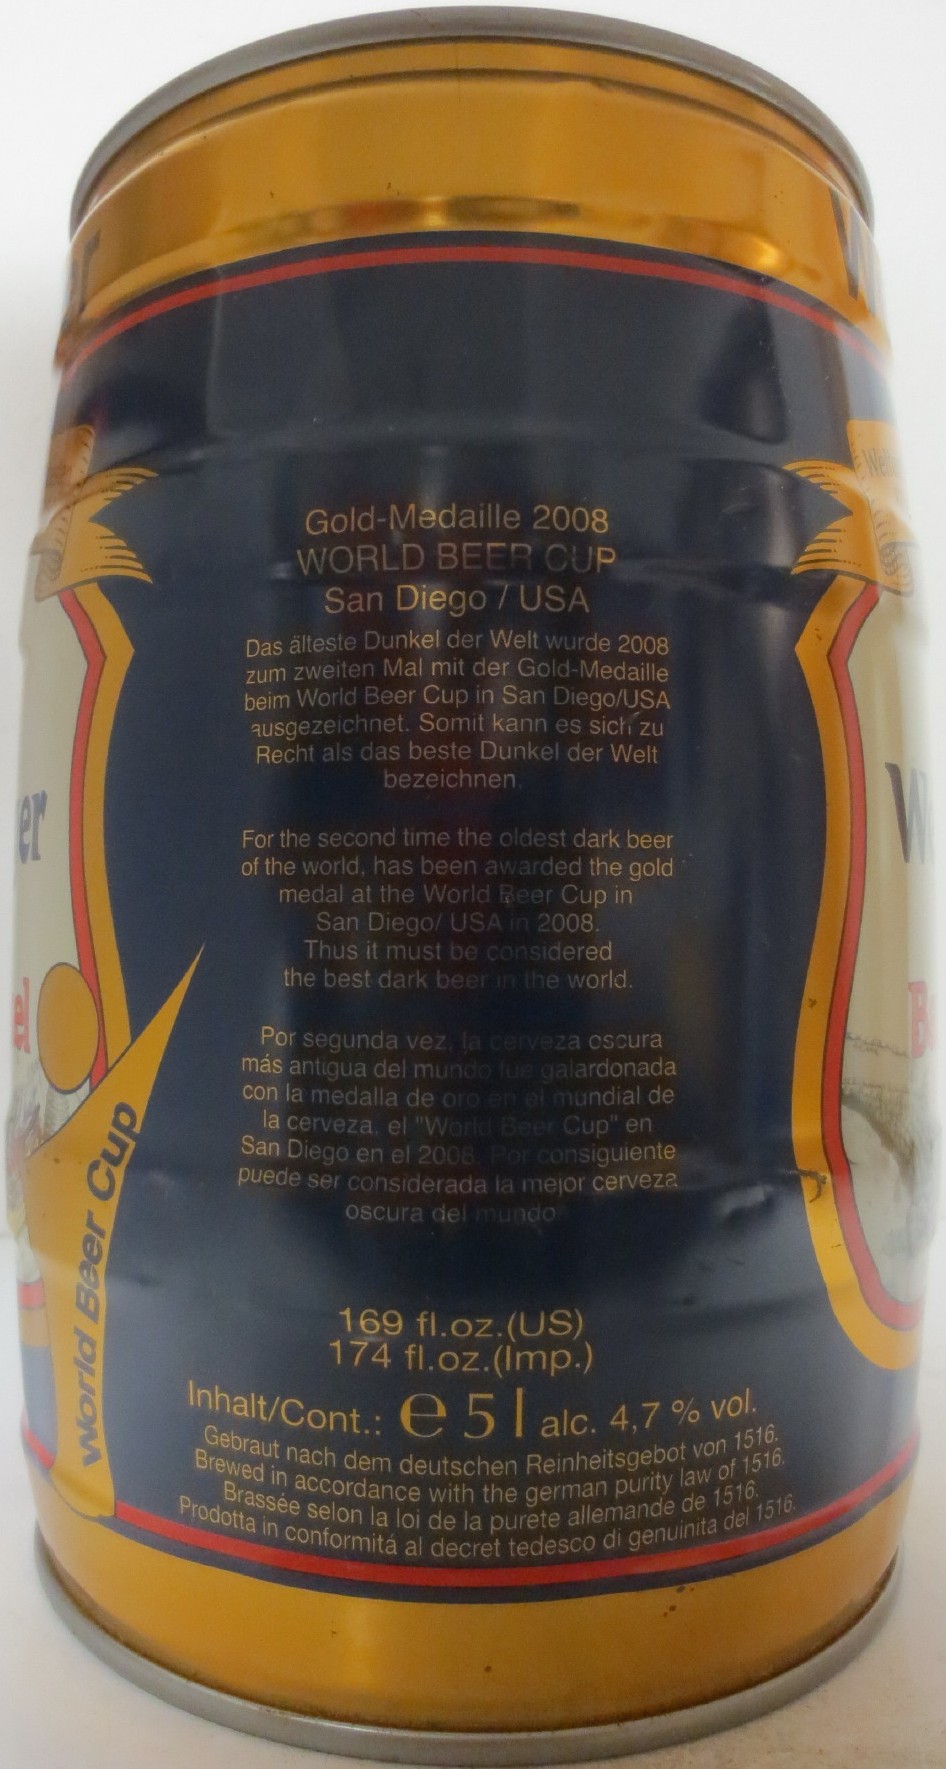 Gold-Medaille 2008
WORLD BEER CUP
San Diego / USA
Das älteste Dunkel der Welt wurde 2008
zum zweiten Mal mit der Gold-Medaille
beim World Beer Cup in San Diego/USA
ausgezeichnet. Somit kann es sich zu
Recht als das beste Dunkel der Welt
bezeichnen.
For the second time the oldest dark beer
of the world, has been awarded the gold
medal at the World Beer Cup in
San Diego/ USA in 2008.
Thus it must be considered
the best dark beer in the world.
Por segunda vez, la cerveza oscura
más antigua del mundo fue galardonada
con la medalla de oro en el mundial de
la cerveza, el "World Beer Cup" en
San Diego en el 2008. Por consiguiente
puede ser considerada la mejor cerveza
oscura del mundo
World Beer Cup
169 fl.oz.(US)
174 fl.oz.(Imp.)
Inhalt/Cont.: e 5 l alc. 4,7 % vol.
Gebraut nach dem deutschen Reinheitsgebot von 1516.
Brewed in accordance with the german purity law of 1516.
Brassée selon la loi de la purete allemande de 1516.
Prodotta in conformitá al decret tedesco di genuinita del 1516.
er
el